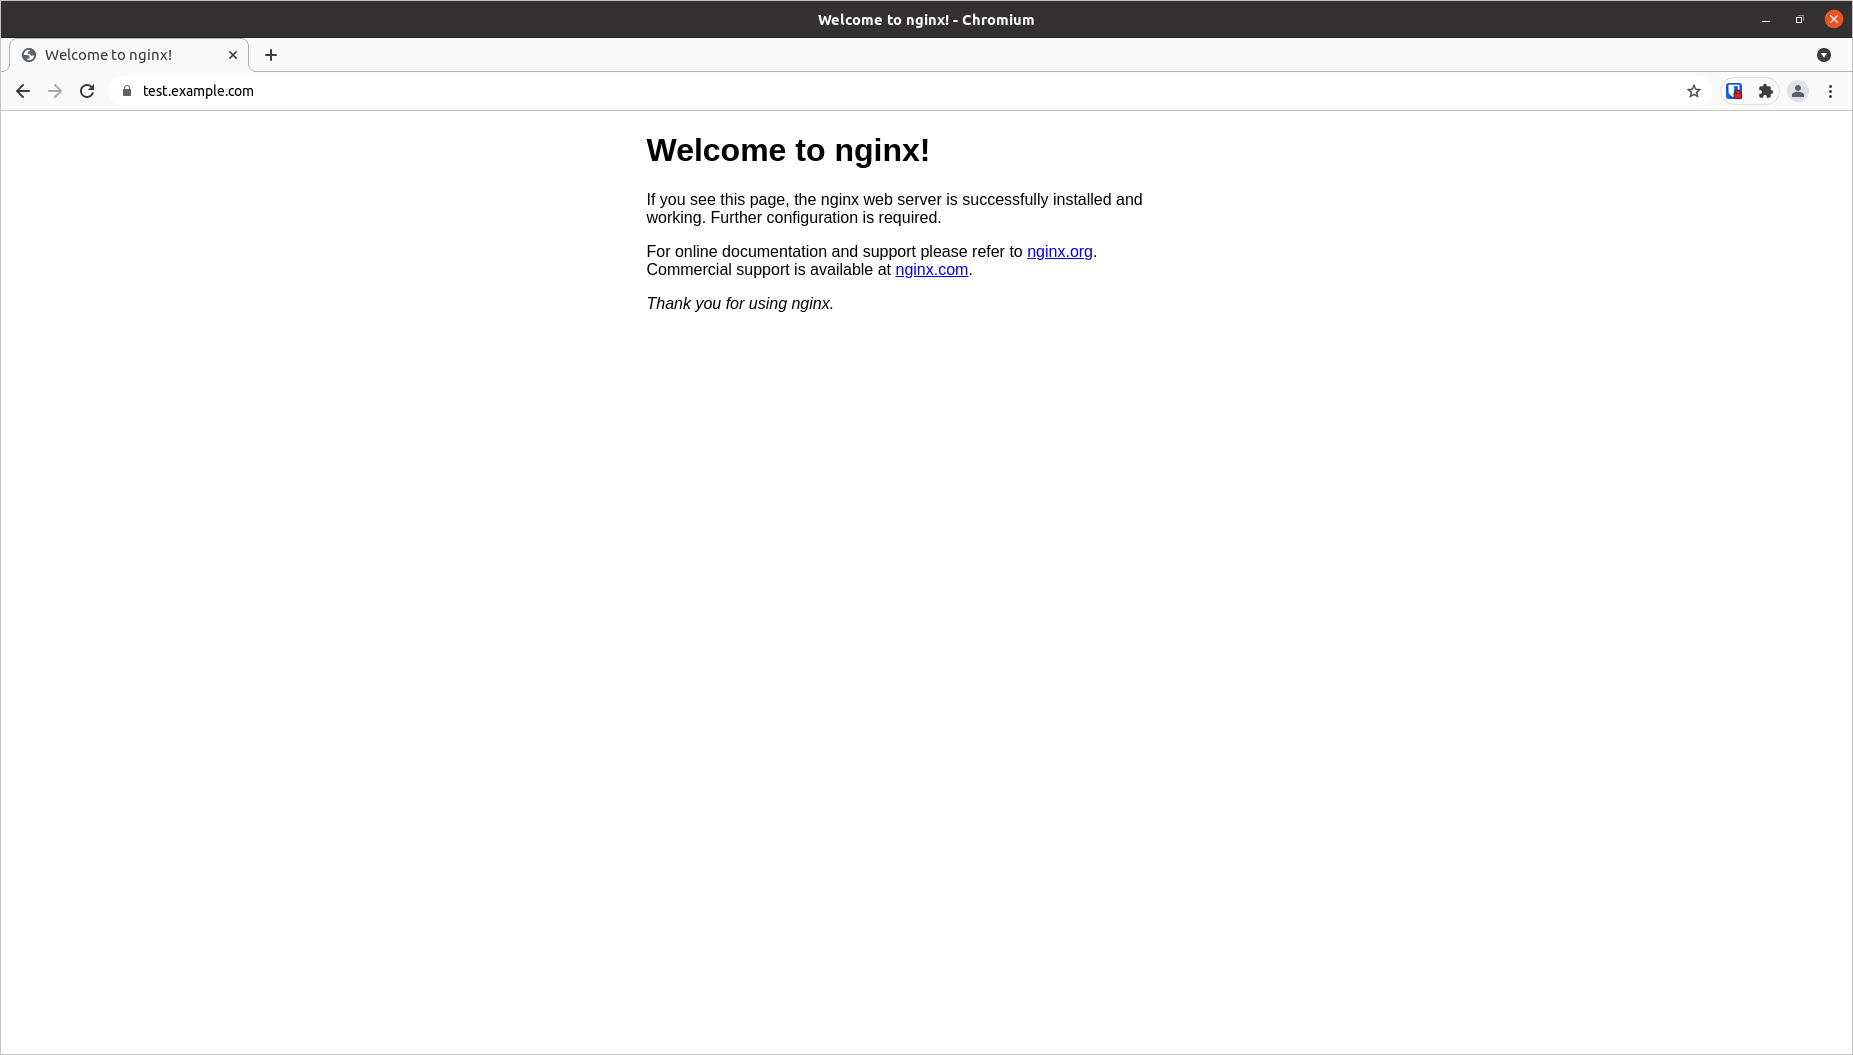 Welcome to nginx! - Chromium
Welcome to nginx!
test.example.com
Welcome to nginx!
If you see this page, the nginx web server is successfully installed and
working. Further configuration is required.
For online documentation and support please refer to nginx.org.
Commercial support is available at nginx.com.
Thank you for using nginx.